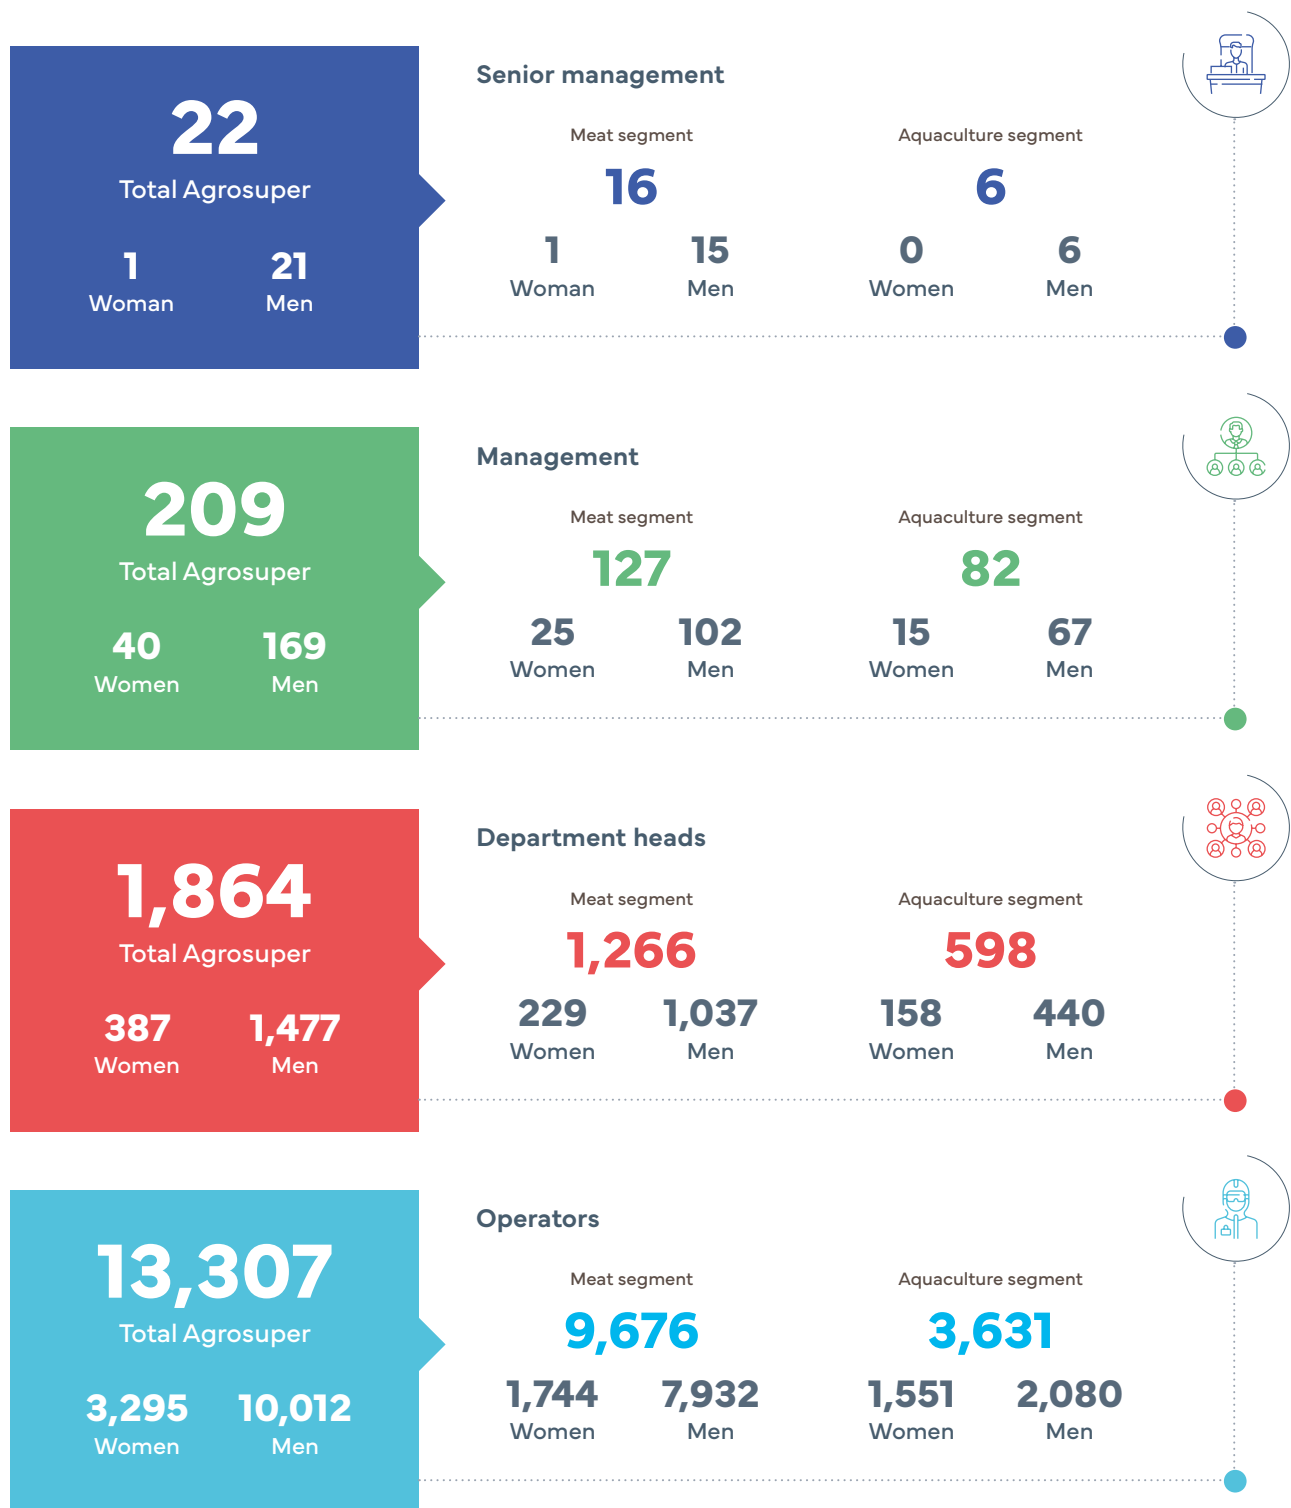 22
Total Agrosuper
1 21
Woman Men
Senior management
Meat segment Aquaculture segment
16 6
1 15 0 6
Woman Men Women Men
209
Total Agrosuper
40 169
Women Men
Management
Meat segment Aquaculture segment
127 82
25 102 15 67
Women Men Women Men
1,864
Total Agrosuper
387 1,477
Women Men
Department heads
Meat segment Aquaculture segment
1,266 598
229 1,037 158 440
Women Men Women Men
13,307
Total Agrosuper
3,295 10,012
Women Men
Operators
Meat segment Aquaculture segment
9,676 3,631
1,744 7,932 1,551 2,080
Women Men Women Men